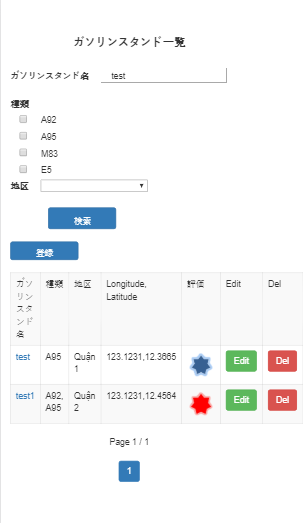 ガソリンスタンド一覧
ガソリンスタンド名 test
種類
A92
A95
M83
E5
地区
検索
登録
ガソリンスタンド名 種類 地区 Longitude, Latitude 評価 Edit Del
test A95 Quận 1 123.1231,12.3665 Edit Del
test1 A92, A95 Quận 2 123.1231,12.4564 Edit Del
Page 1 / 1
1